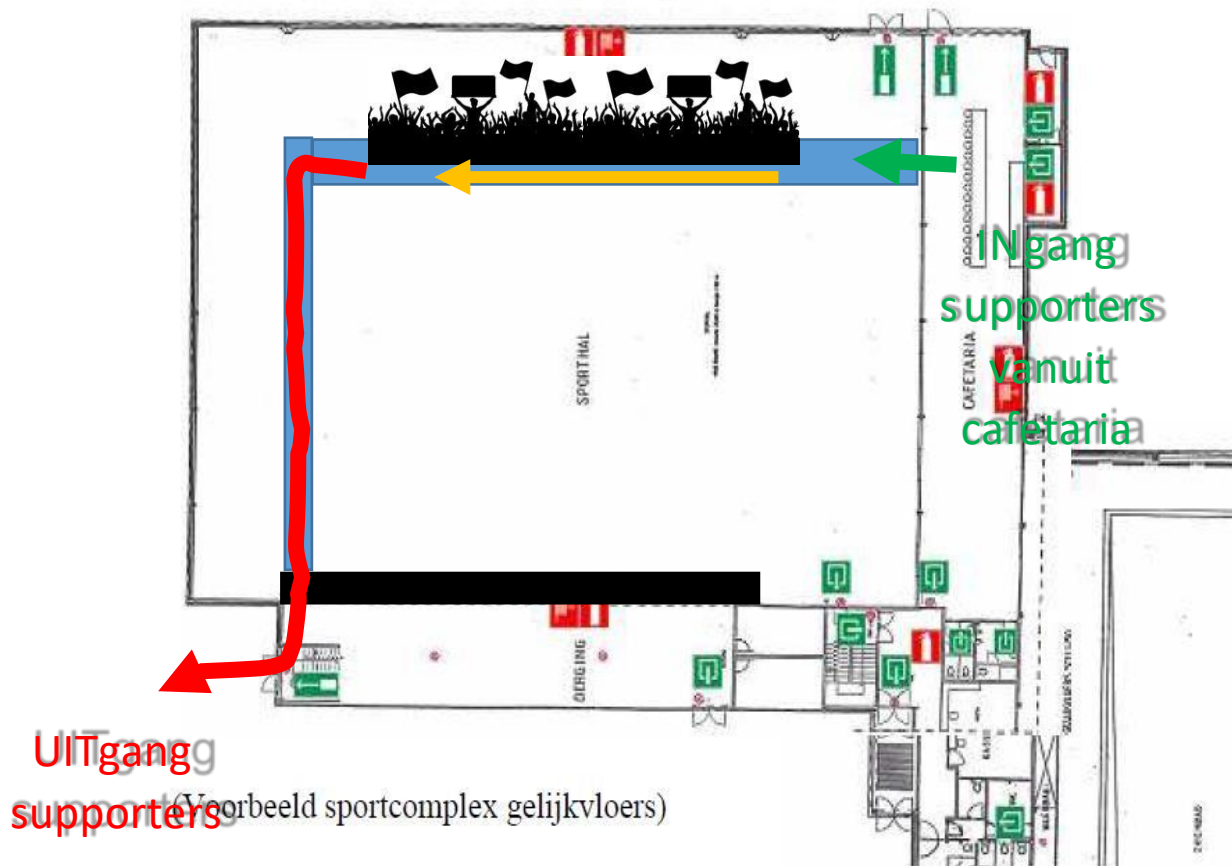 INgang
supporters
vanuit
cafetaria
SPORTHAL
CAFETARIA
BERGING
UITgang
supporters
(Voorbeeld sportcomplex gelijkvloers)